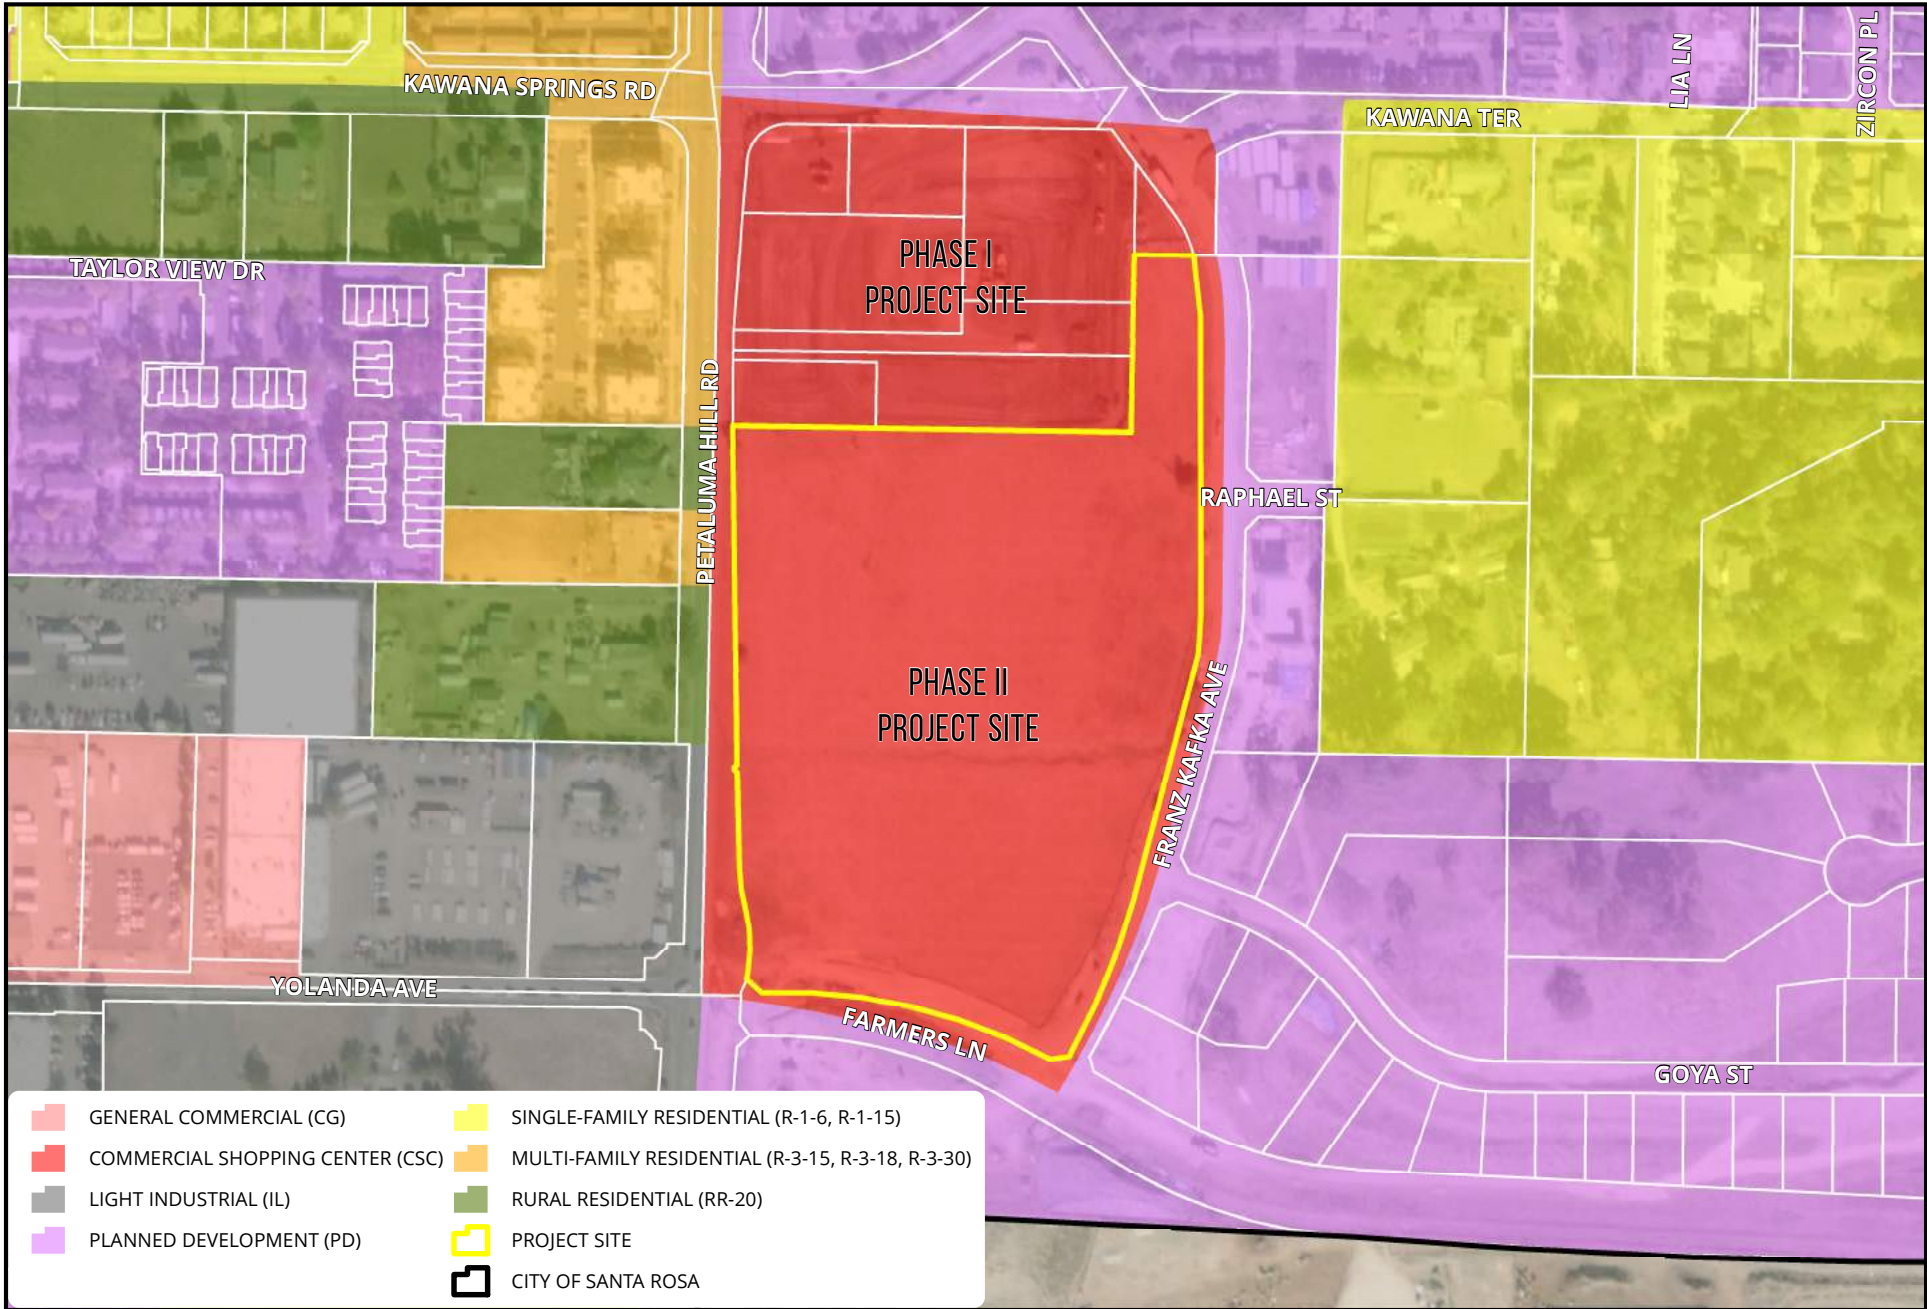 KAWANA SPRINGS RD
LIA LN
ZIRCON PL
KAWANA TER
TAYLOR VIEW DR
PHASE I
PROJECT SITE
PETALUMA HILL RD
RAPHAEL ST
PHASE II
PROJECT SITE
FRANZ KAFKA AVE
YOLANDA AVE
FARMERS LN
GOYA ST
GENERAL COMMERCIAL (CG)
COMMERCIAL SHOPPING CENTER (CSC)
LIGHT INDUSTRIAL (IL)
PLANNED DEVELOPMENT (PD)
SINGLE-FAMILY RESIDENTIAL (R-1-6, R-1-15)
MULTI-FAMILY RESIDENTIAL (R-3-15, R-3-18, R-3-30)
RURAL RESIDENTIAL (RR-20)
PROJECT SITE
CITY OF SANTA ROSA